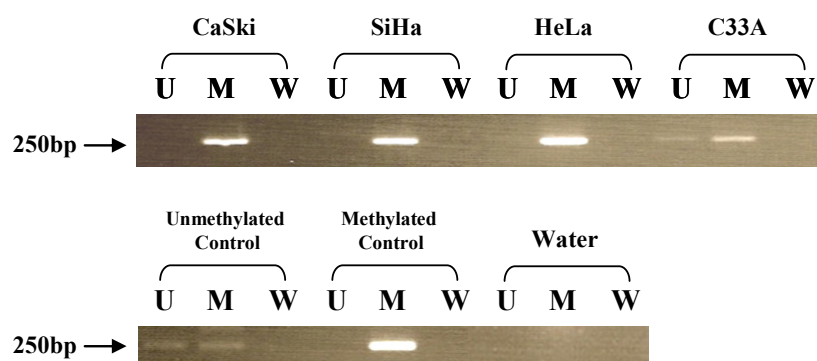 CaSki SiHa HeLa C33A
U M W U M W U M W U M W
250bp
Unmethylated Control Methylated Control Water
U M W U M W U M W
250bp